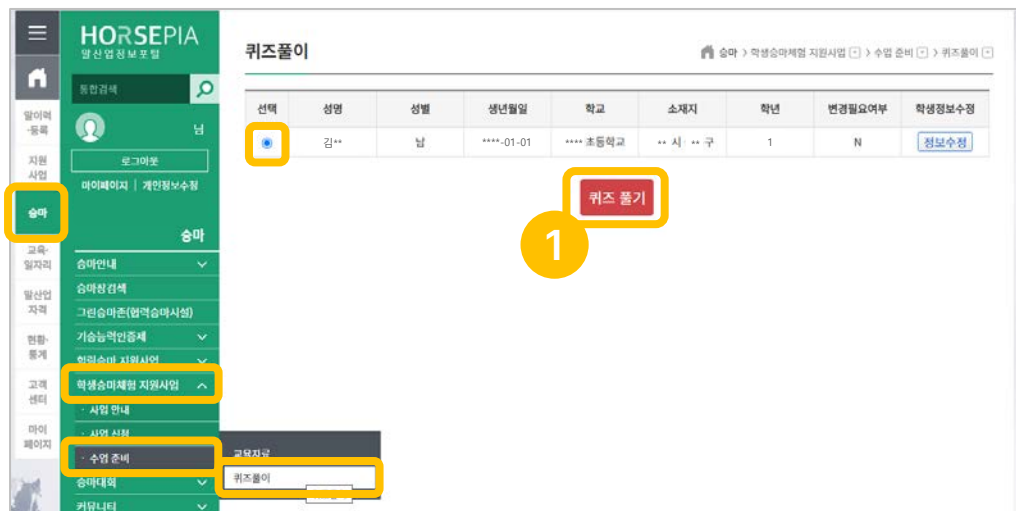 HORSEPIA
말산업정보포털
통합검색
님
로그아웃
마이페이지 | 개인정보수정
말이력
·등록
지원
사업
승마
교육·
일자리
말산업
자격
현황·
통계
고객
센터
마이
페이지
승마
승마안내
승마장검색
그린승마존(협력승마시설)
기승능력인증제
힐링승마 지원사업
학생승마체험 지원사업
· 사업 안내
· 사업 신청
· 수업 준비
승마대회
커뮤니티
교육자료
퀴즈풀이
퀴즈풀이
승마 > 학생승마체험 지원사업 > 수업 준비 > 퀴즈풀이
선택 성명 성별 생년월일 학교 소재지 학년 변경필요여부 학생정보수정
김** 남 ****-01-01 **** 초등학교 ** 시 ** 구 1 N 정보수정
퀴즈 풀기
1